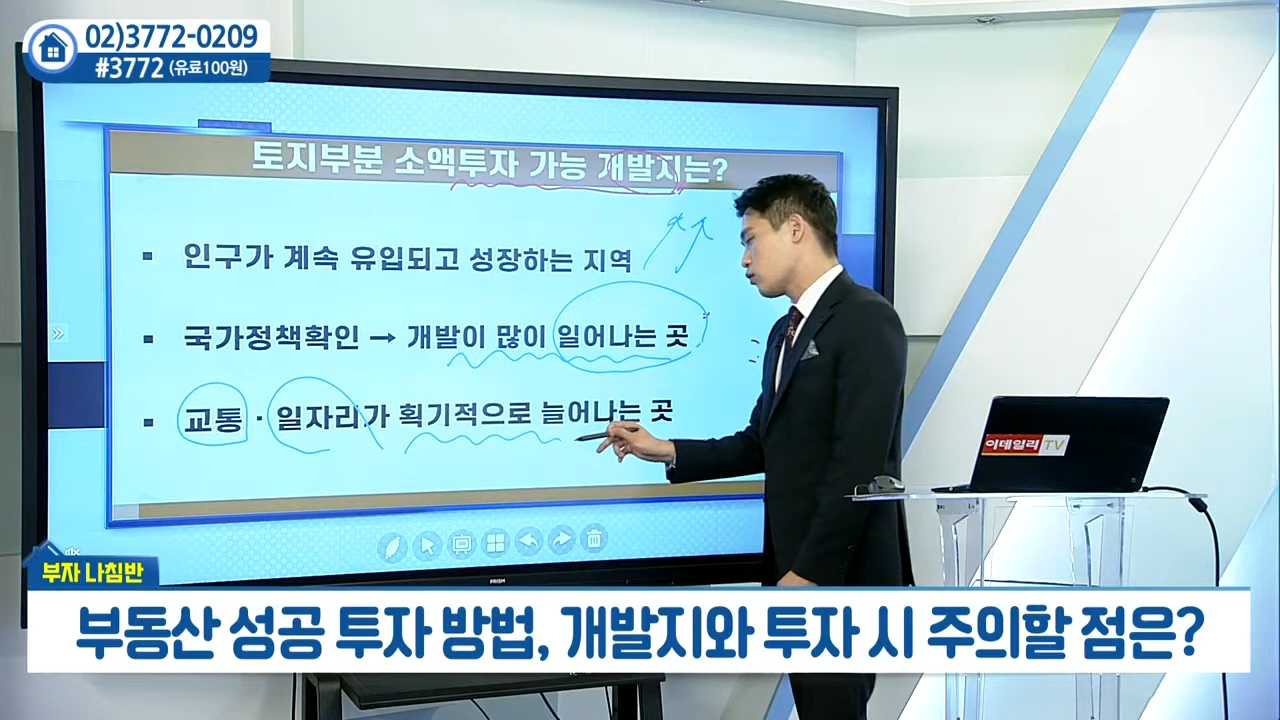 02)3772-0209
#3772 (유료100원)
토지부분 소액투자 가능 개발지는?
▪ 인구가 계속 유입되고 성장하는 지역
▪ 국가정책확인 → 개발이 많이 일어나는 곳
▪ 교통 · 일자리가 획기적으로 늘어나는 곳
이데일리 TV
PRISM
부자 나침반
부동산 성공 투자 방법, 개발지와 투자 시 주의할 점은?